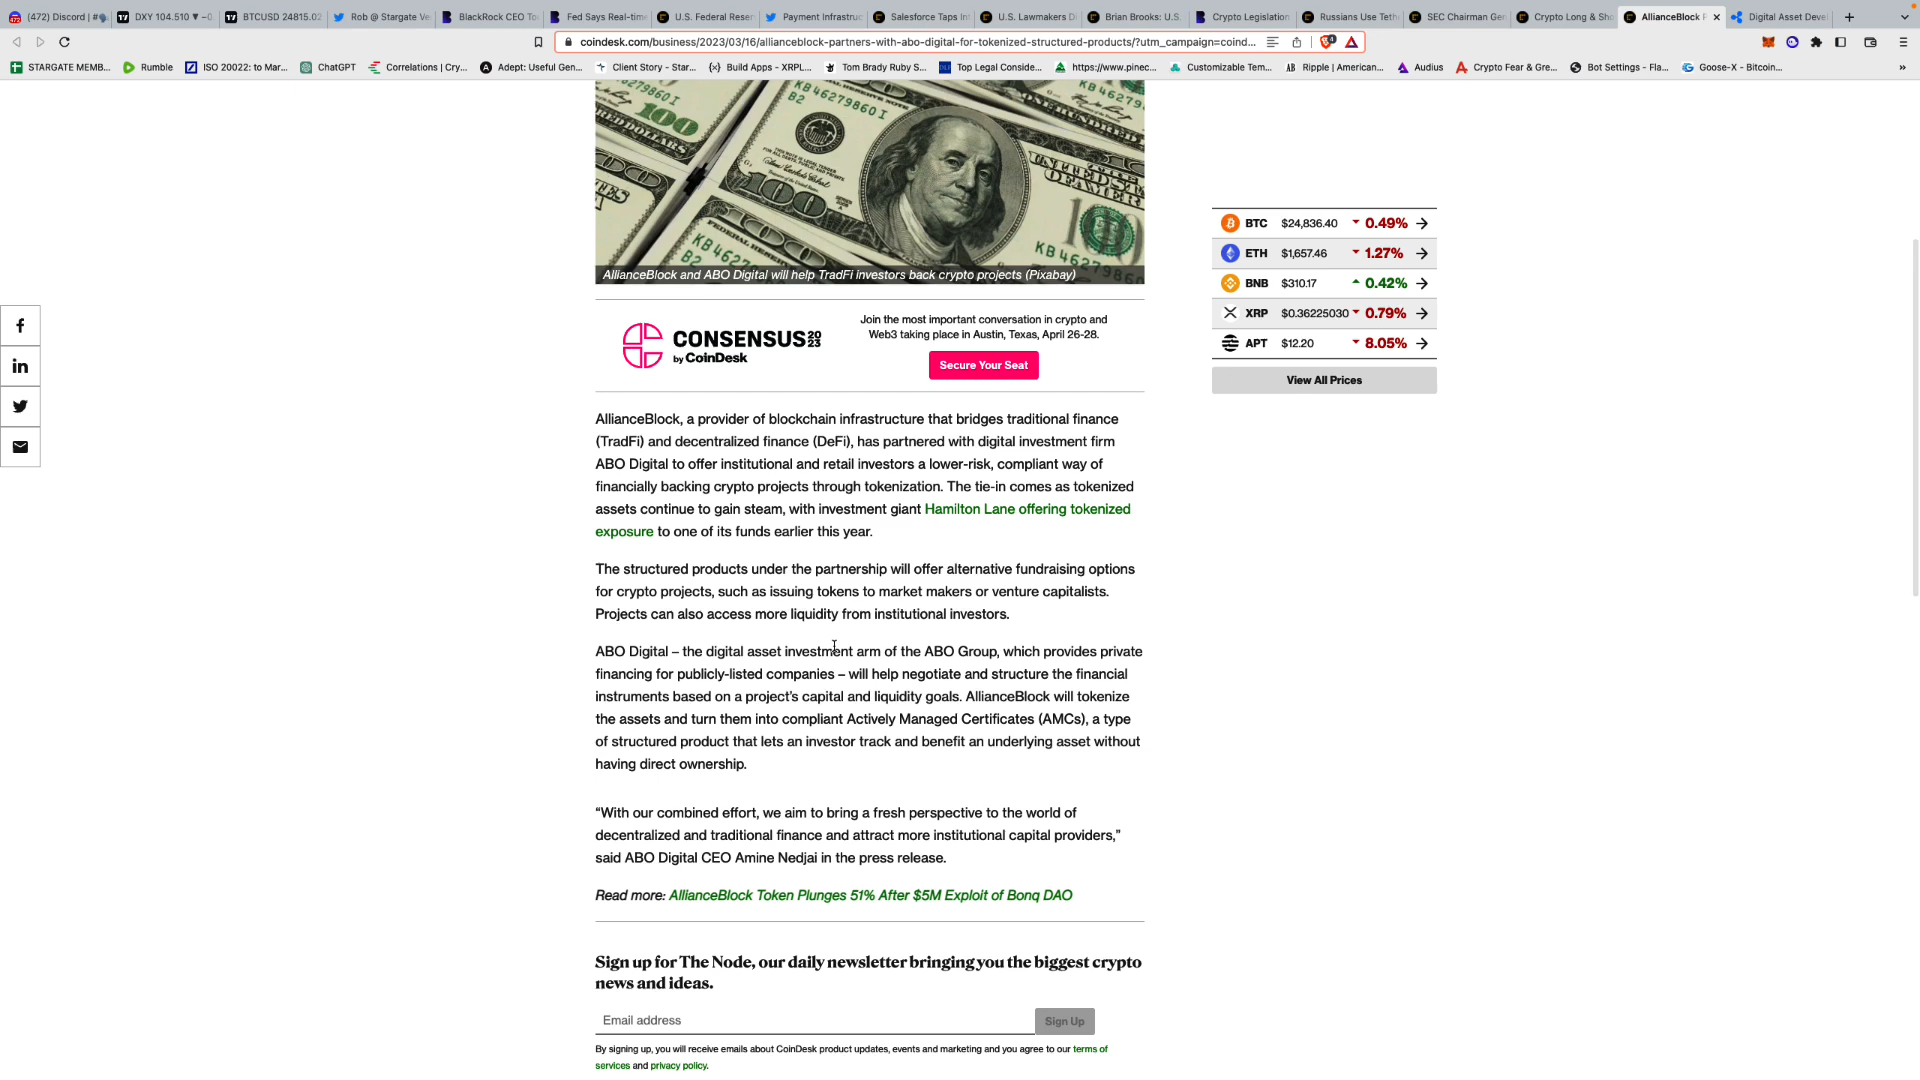 (472) Discord | #
DXY 104.510 ▼ −0
BTCUSD 24815.02
Rob @ Stargate Ve
BlackRock CEO To
Fed Says Real-time
U.S. Federal Reser
Payment Infrastruc
Salesforce Taps In
U.S. Lawmakers D
Brian Brooks: U.S.
Crypto Legislation
Russians Use Teth
SEC Chairman Gen
Crypto Long & Sho
AllianceBlock P
Digital Asset Deve
coindesk.com/business/2023/03/16/allianceblock-partners-with-abo-digital-for-tokenized-structured-products/?utm_campaign=coind...
STARGATE MEMB...
Rumble
ISO 20022: to Mar...
ChatGPT
Correlations | Cry...
Adept: Useful Gen...
Client Story - Star...
Build Apps - XRPL...
Tom Brady Ruby S...
Top Legal Conside...
https://www.pinec...
Customizable Tem...
Ripple | American...
Audius
Crypto Fear & Gre...
Bot Settings - Fla...
Goose-X - Bitcoin...
KB46279860I
B2
100
AllianceBlock and ABO Digital will help TradFi investors back crypto projects (Pixabay)
CONSENSUS 2023
by CoinDesk
Join the most important conversation in crypto and
Web3 taking place in Austin, Texas, April 26-28.
Secure Your Seat
BTC $24,836.40 0.49%
ETH $1,657.46 1.27%
BNB $310.17 0.42%
XRP $0.36225030 0.79%
APT $12.20 8.05%
View All Prices
AllianceBlock, a provider of blockchain infrastructure that bridges traditional finance
(TradFi) and decentralized finance (DeFi), has partnered with digital investment firm
ABO Digital to offer institutional and retail investors a lower-risk, compliant way of
financially backing crypto projects through tokenization. The tie-in comes as tokenized
assets continue to gain steam, with investment giant Hamilton Lane offering tokenized
exposure to one of its funds earlier this year.
The structured products under the partnership will offer alternative fundraising options
for crypto projects, such as issuing tokens to market makers or venture capitalists.
Projects can also access more liquidity from institutional investors.
ABO Digital – the digital asset investment arm of the ABO Group, which provides private
financing for publicly-listed companies – will help negotiate and structure the financial
instruments based on a project's capital and liquidity goals. AllianceBlock will tokenize
the assets and turn them into compliant Actively Managed Certificates (AMCs), a type
of structured product that lets an investor track and benefit an underlying asset without
having direct ownership.
“With our combined effort, we aim to bring a fresh perspective to the world of
decentralized and traditional finance and attract more institutional capital providers,”
said ABO Digital CEO Amine Nedjai in the press release.
Read more: AllianceBlock Token Plunges 51% After $5M Exploit of Bonq DAO
Sign up for The Node, our daily newsletter bringing you the biggest crypto
news and ideas.
Email address
Sign Up
By signing up, you will receive emails about CoinDesk product updates, events and marketing and you agree to our terms of
services and privacy policy.